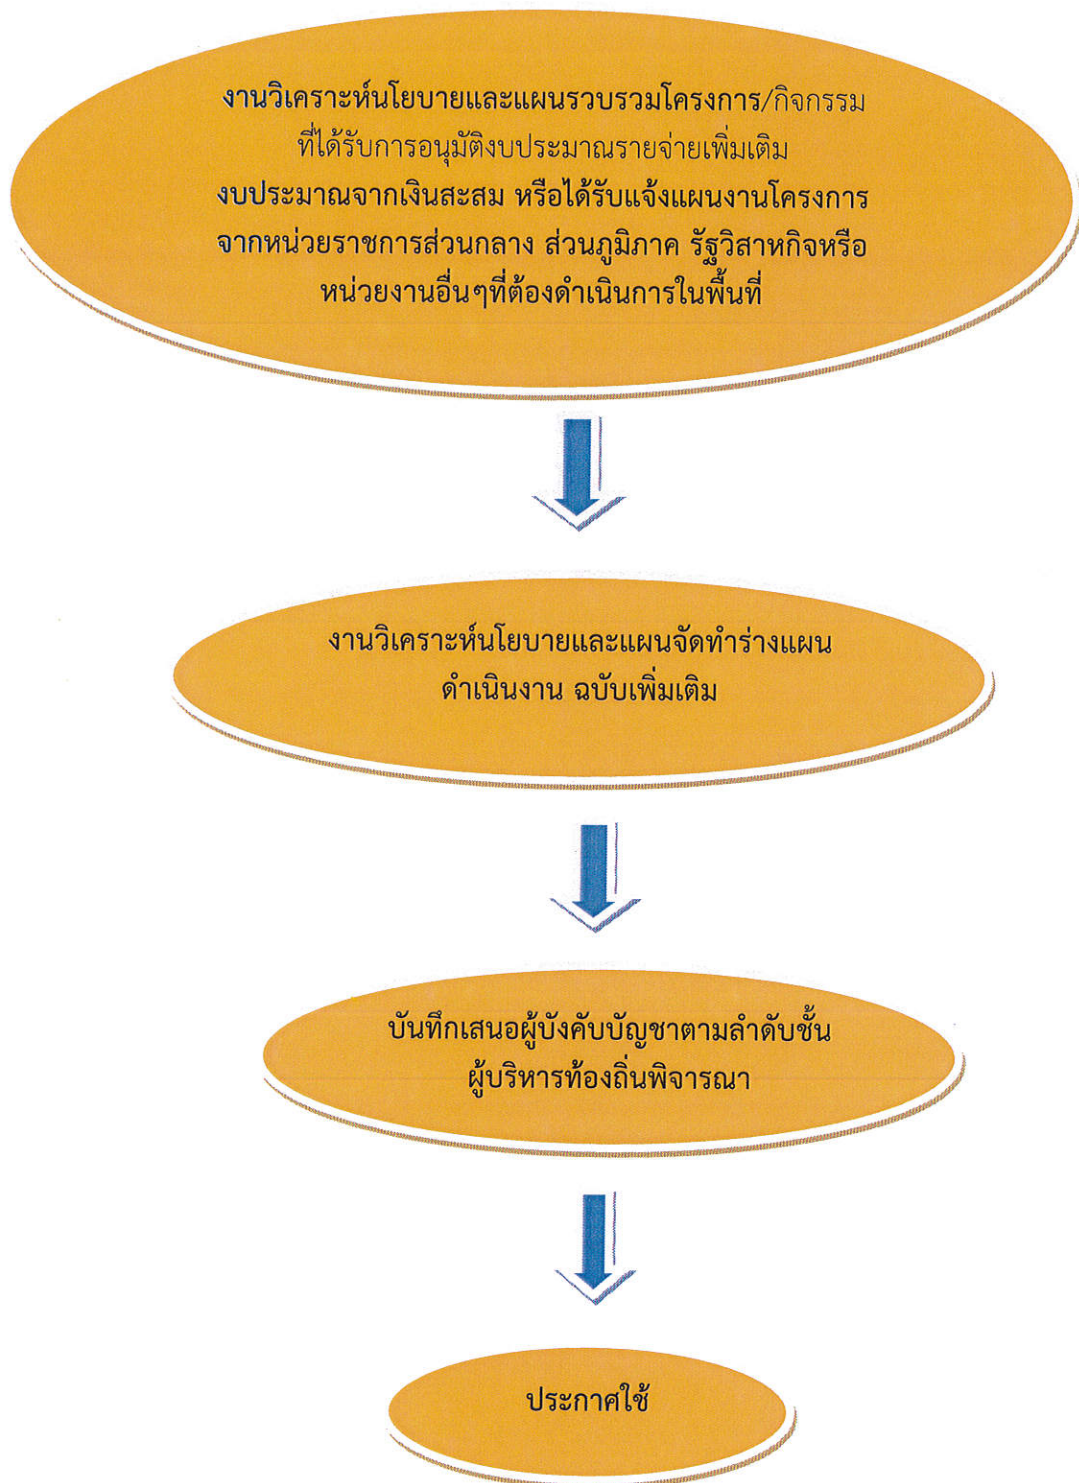 งานวิเคราะห์นโยบายและแผนรวบรวมโครงการ/กิจกรรม
ที่ได้รับการอนุมัติงบประมาณรายจ่ายเพิ่มเติม
งบประมาณจากเงินสะสม หรือได้รับแจ้งแผนงานโครงการ
จากหน่วยราชการส่วนกลาง ส่วนภูมิภาค รัฐวิสาหกิจหรือ
หน่วยงานอื่นๆที่ต้องดำเนินการในพื้นที่
งานวิเคราะห์นโยบายและแผนจัดทำร่างแผน
ดำเนินงาน ฉบับเพิ่มเติม
บันทึกเสนอผู้บังคับบัญชาตามลำดับชั้น
ผู้บริหารท้องถิ่นพิจารณา
ประกาศใช้